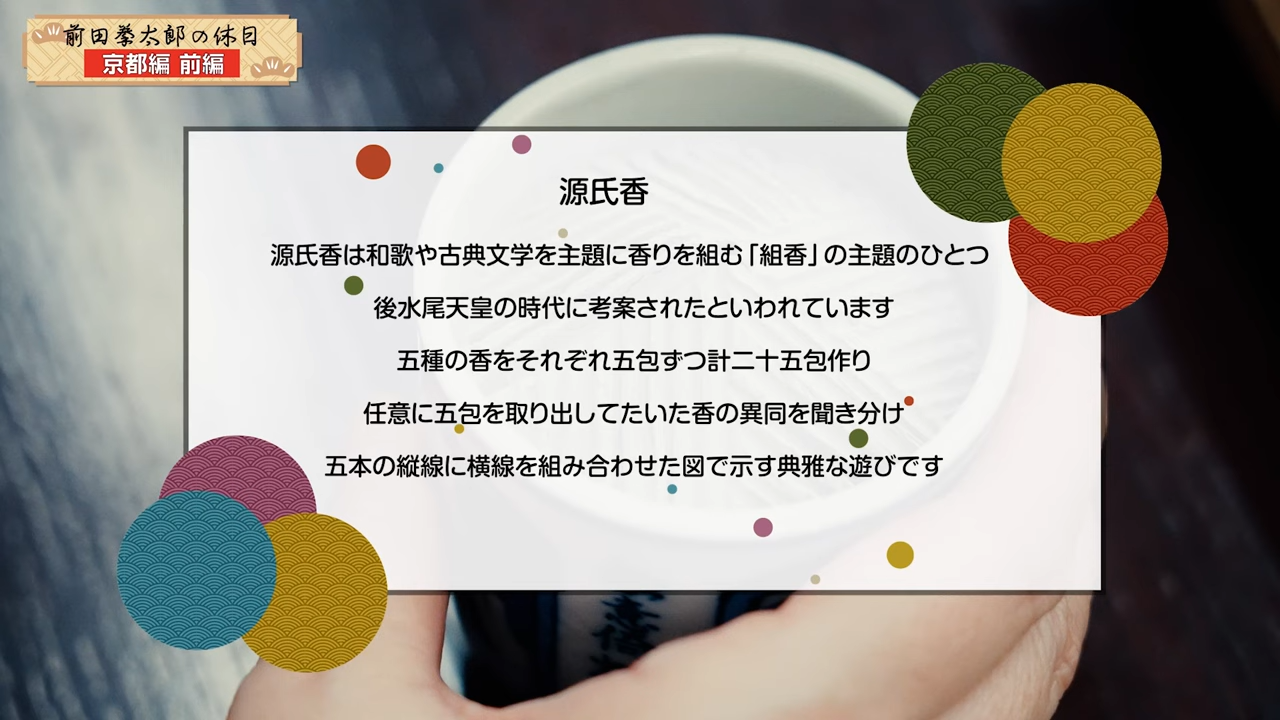 前田拳太郎の休日
京都編 前編
源氏香
源氏香は和歌や古典文学を主題に香りを組む「組香」の主題のひとつ
後水尾天皇の時代に考案されたといわれています
五種の香をそれぞれ五包ずつ計二十五包作り
任意に五包を取り出してたいた香の異同を聞き分け
五本の縦線に横線を組み合わせた図で示す典雅な遊びです